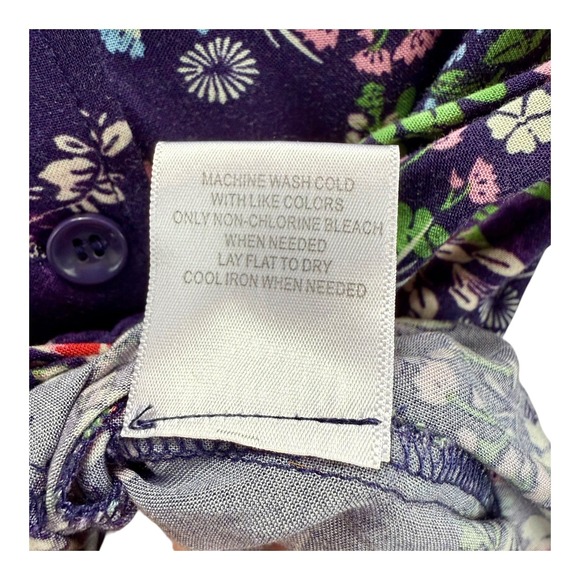 MACHINE WASH COLD
WITH LIKE COLORS
ONLY NON-CHLORINE BLEACH
WHEN NEEDED
LAY FLAT TO DRY
COOL IRON WHEN NEEDED